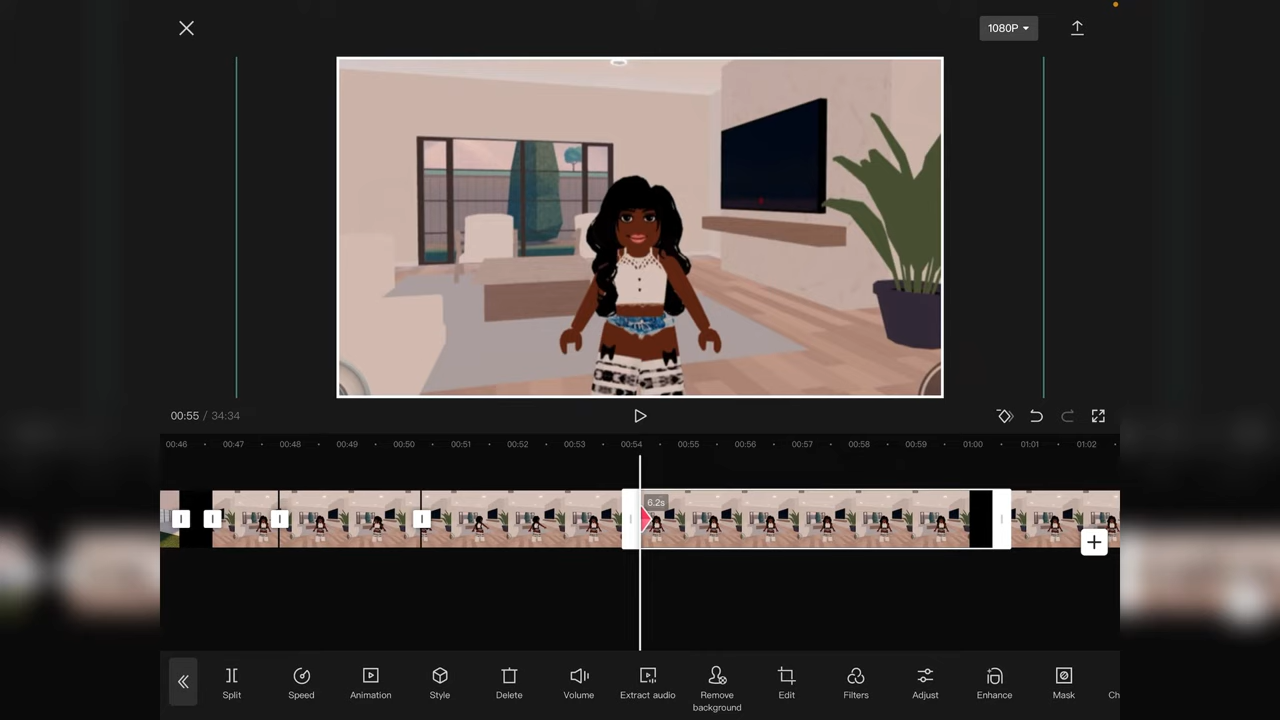 1080P
00:55 / 34:34
00:46 00:47 00:48 00:49 00:50 00:51 00:52 00:53 00:54 00:55 00:56 00:57 00:58 00:59 01:00 01:01 01:02
6.2s
Split Speed Animation Style Delete Volume Extract audio Remove background Edit Filters Adjust Enhance Mask Ch